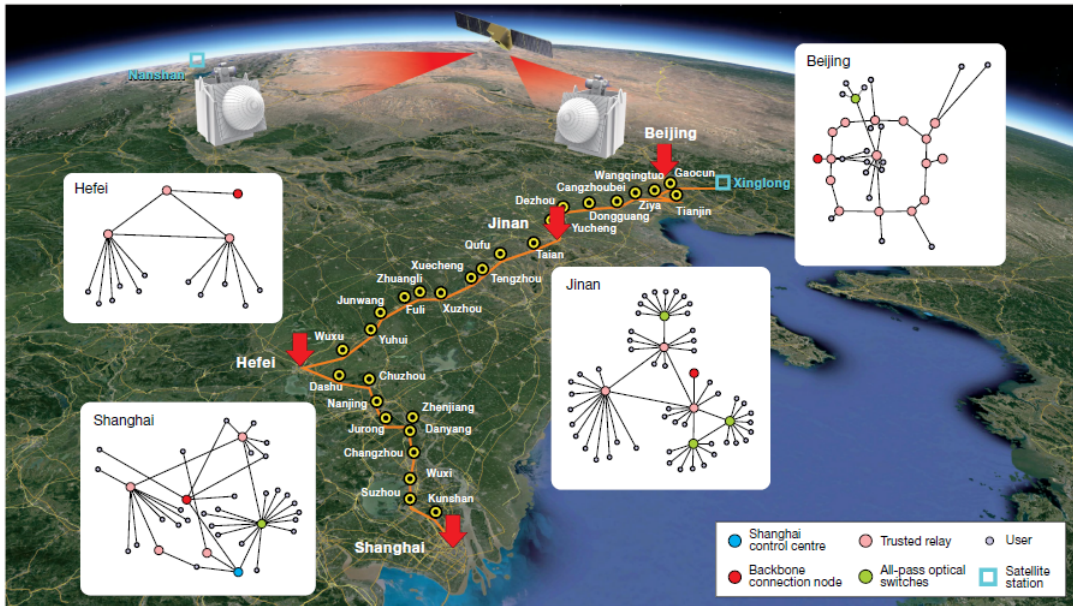 Nanshan
Beijing
Beijing
Wangqingtuo
Gaocun
Cangzhoubei
Xinglong
Hefei
Dezhou
Ziya
Dongguang
Tianjin
Jinan
Yucheng
Qufu
Taian
Xuecheng
Tengzhou
Zhuangli
Jinan
Junwang
Fuli
Xuzhou
Wuxu
Yuhui
Hefei
Chuzhou
Dashu
Nanjing
Zhenjiang
Shanghai
Jurong
Danyang
Changzhou
Wuxi
Suzhou
Kunshan
Shanghai
Shanghai
control centre
Trusted relay
User
Backbone
connection node
All-pass optical
switches
Satellite
station